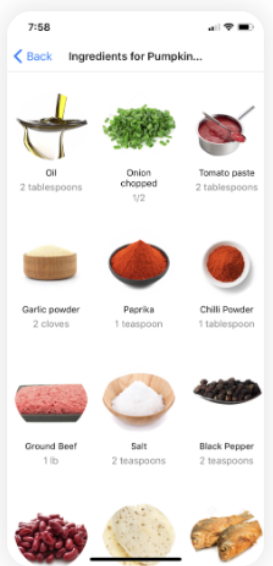 7:58
Back Ingredients for Pumpkin...
Oil Onion chopped Tomato paste
2 tablespoons 1/2 2 tablespoons
Garlic powder Paprika Chilli Powder
2 cloves 1 teaspoon 1 tablespoon
Ground Beef Salt Black Pepper
1 lb 2 teaspoons 2 teaspoons